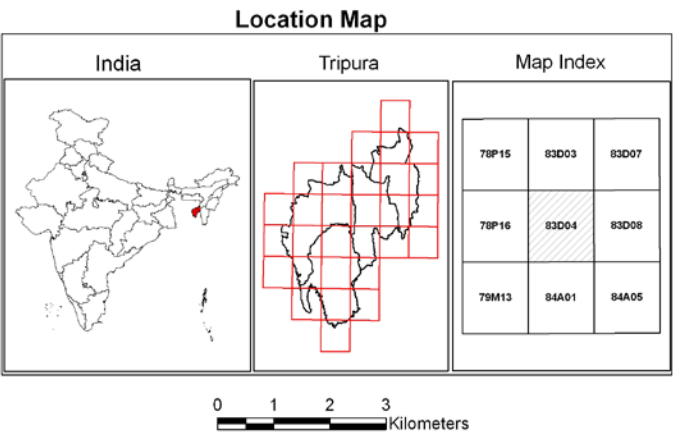 Location Map
India
Tripura
Map Index
78P15 83D03 83D07
78P16 83D04 83D08
79M13 84A01 84A05
0 1 2 3
Kilometers